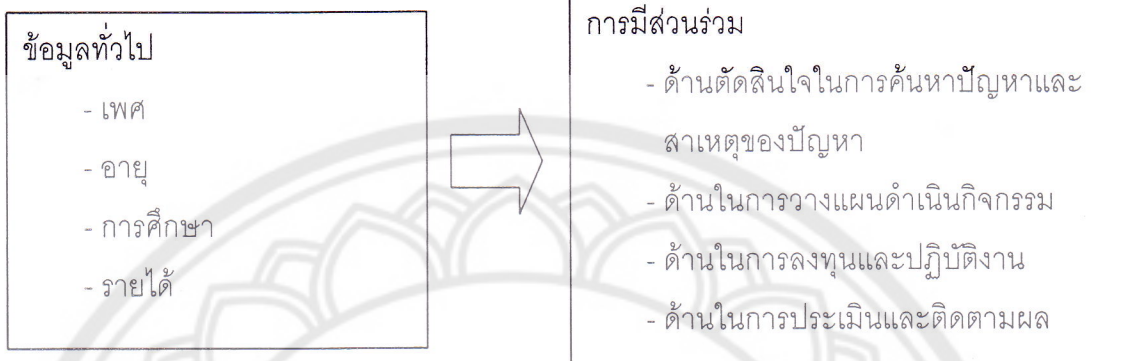 ข้อมูลทั่วไป
- เพศ
- อายุ
- การศึกษา
- รายได้
การมีส่วนร่วม
- ด้านตัดสินใจในการค้นหาปัญหาและ
สาเหตุของปัญหา
- ด้านในการวางแผนดำเนินกิจกรรม
- ด้านในการลงทุนและปฏิบัติงาน
- ด้านในการประเมินและติดตามผล